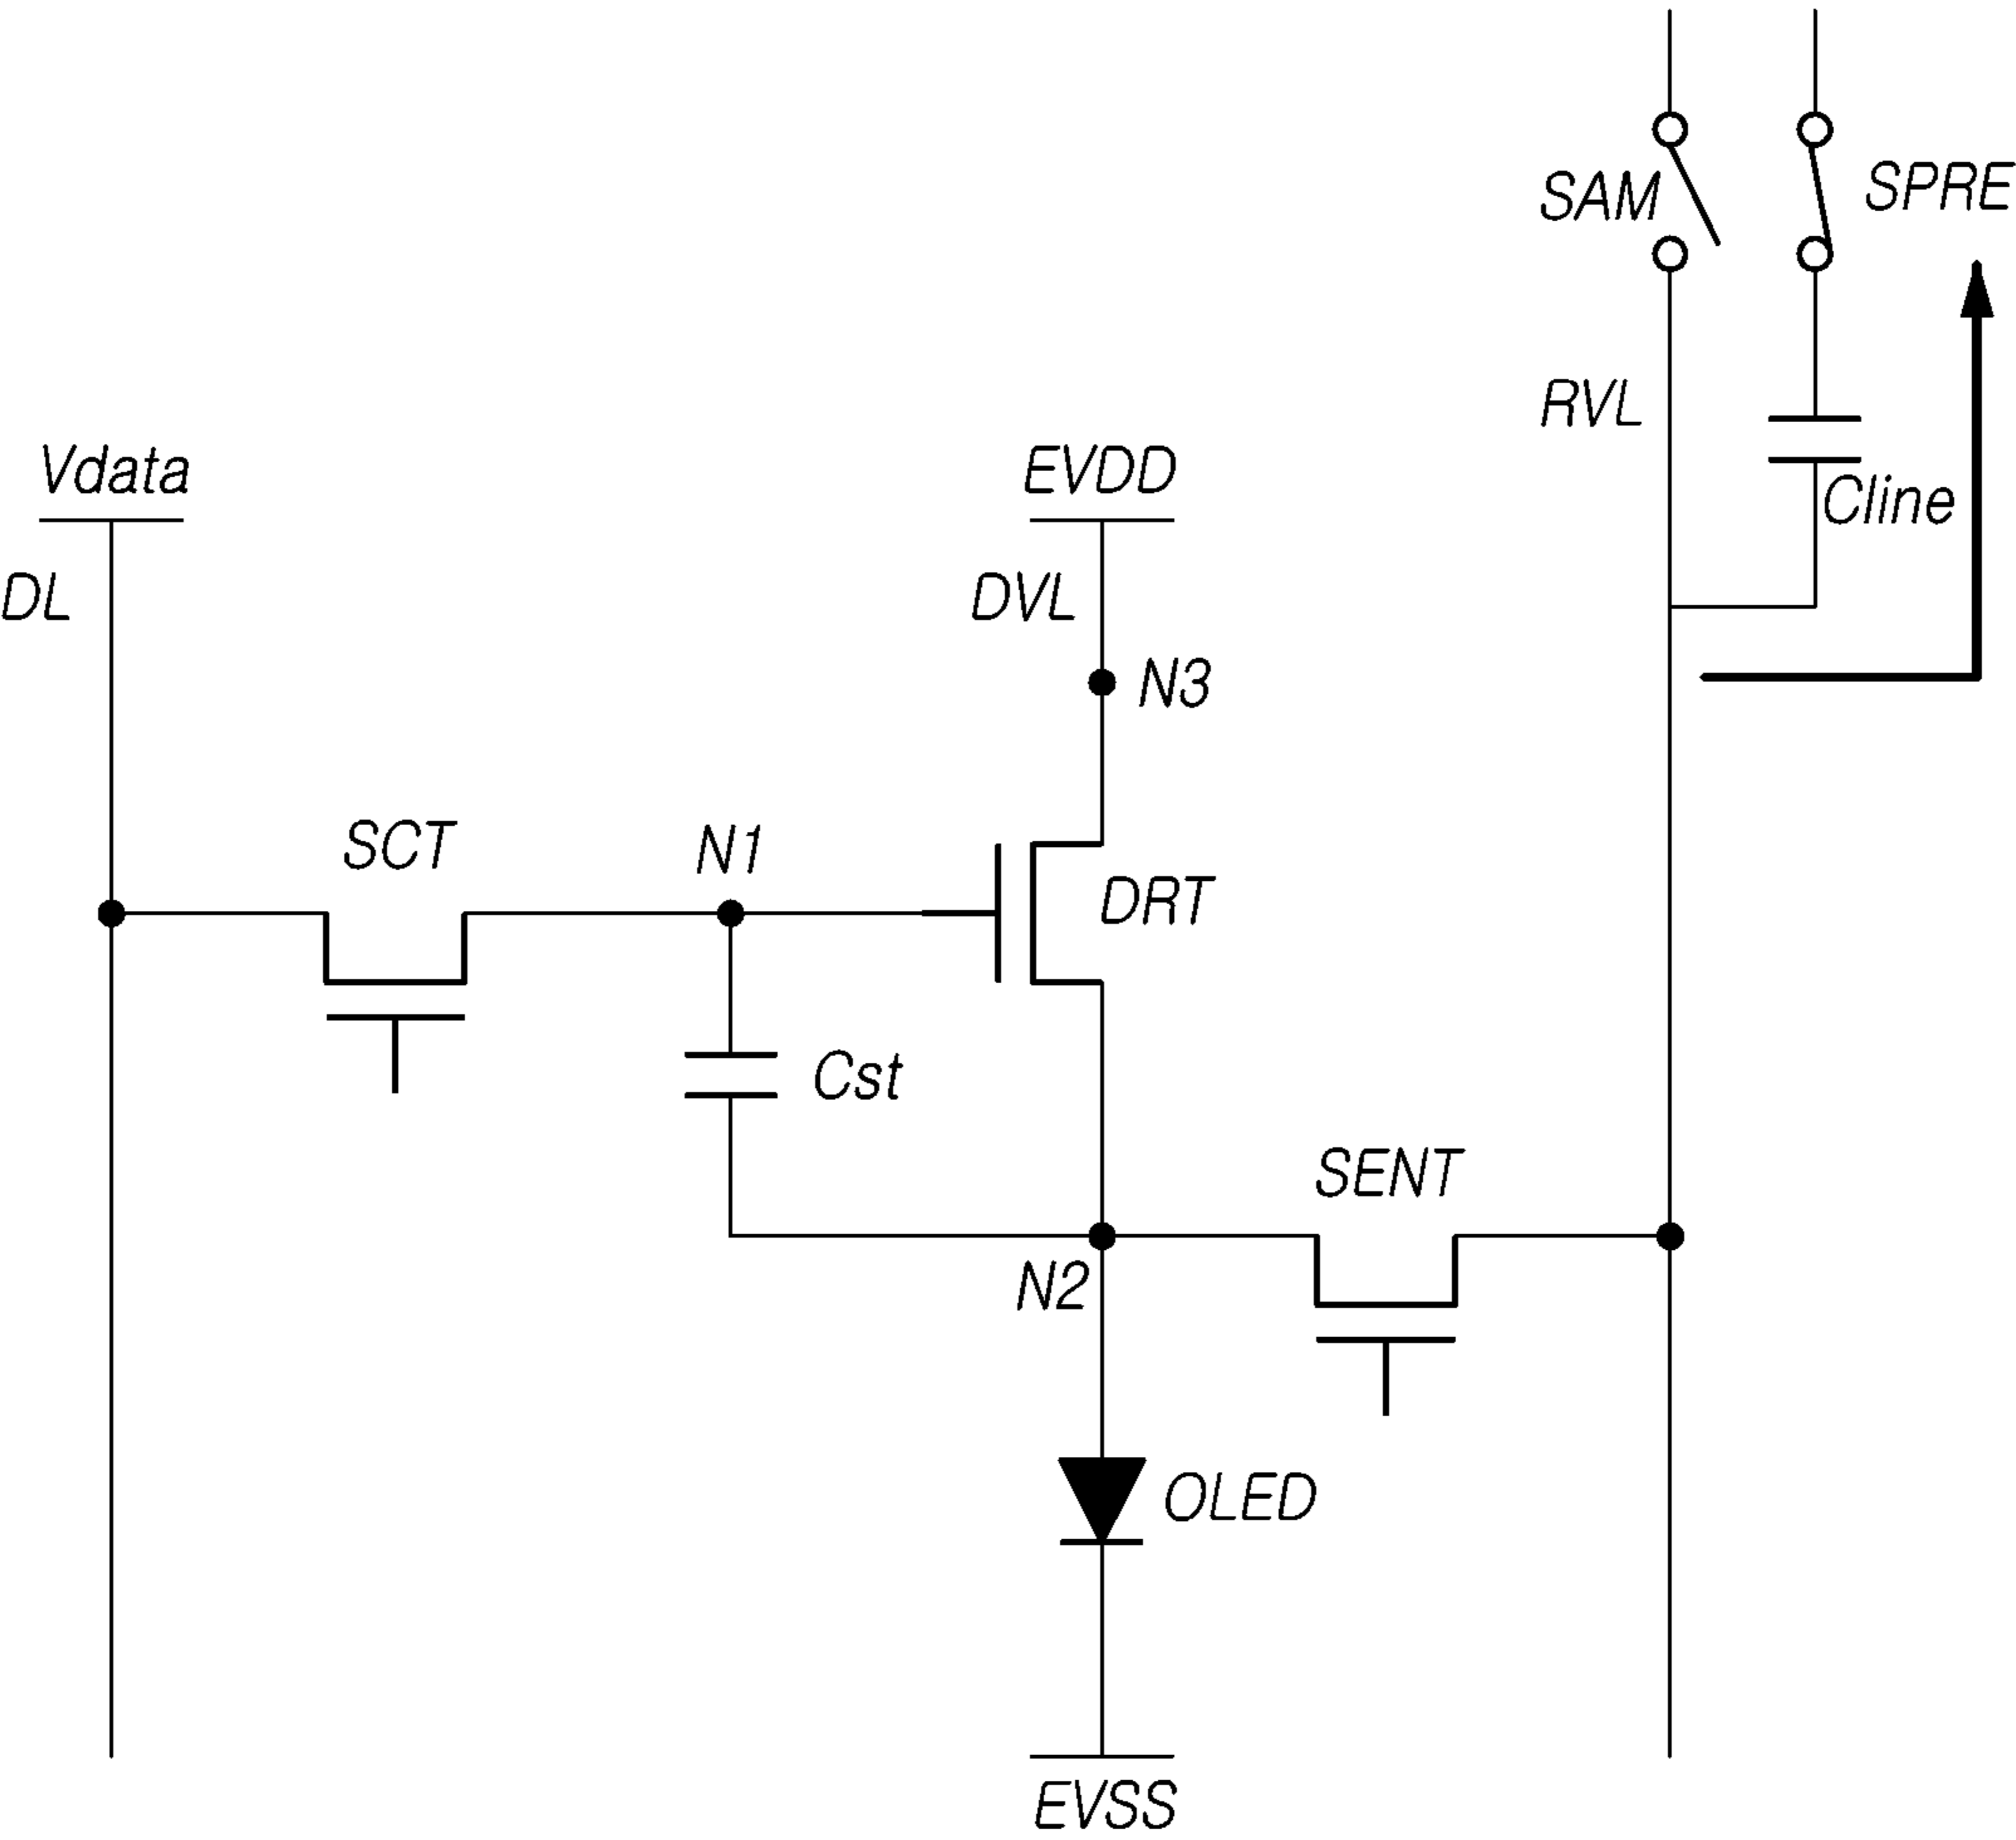 SAM
SPRE
RVL
Vdata
EVDD
Cline
DL
DVL
N3
SCT
N1
DRT
Cst
SENT
N2
OLED
EVSS